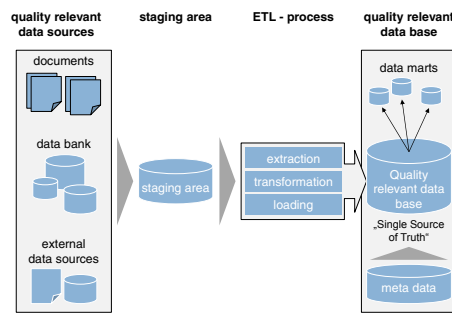 quality relevant
data sources
staging area
ETL - process
quality relevant
data base
documents
data bank
external
data sources
staging area
extraction
transformation
loading
data marts
Quality
relevant data
base
„Single Source
of Truth“
meta data